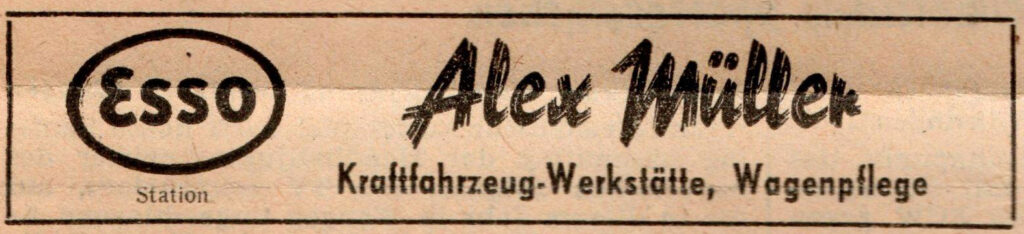 Esso
Station
Alex Müller
Kraftfahrzeug-Werkstätte, Wagenpflege